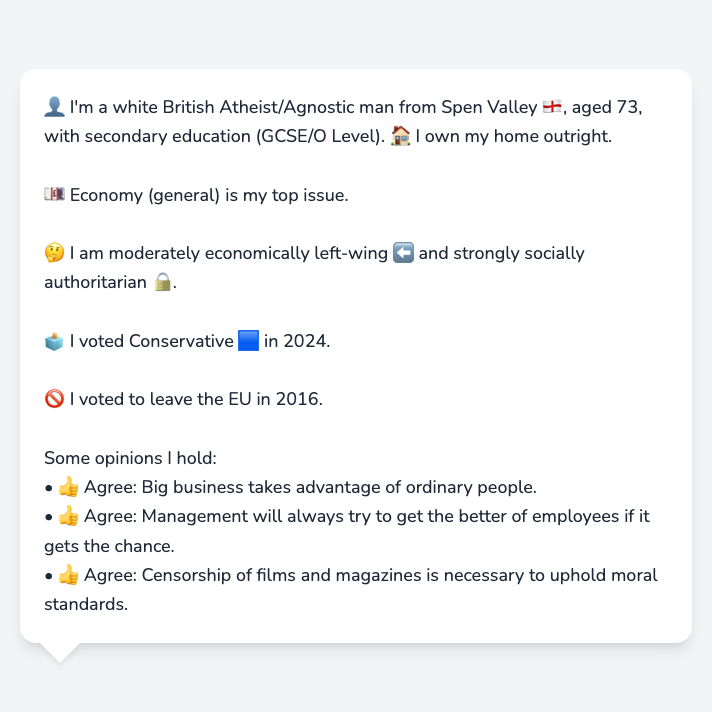 👤 I'm a white British Atheist/Agnostic man from Spen Valley 🏴󠁧󠁢󠁥󠁮󠁧󠁿, aged 73,
with secondary education (GCSE/O Level). 🏠 I own my home outright.
💷 Economy (general) is my top issue.
🤔 I am moderately economically left-wing ⬅️ and strongly socially
authoritarian 🔒.
🗳️ I voted Conservative 🟦 in 2024.
🚫 I voted to leave the EU in 2016.
Some opinions I hold:
• 👍 Agree: Big business takes advantage of ordinary people.
• 👍 Agree: Management will always try to get the better of employees if it
gets the chance.
• 👍 Agree: Censorship of films and magazines is necessary to uphold moral
standards.